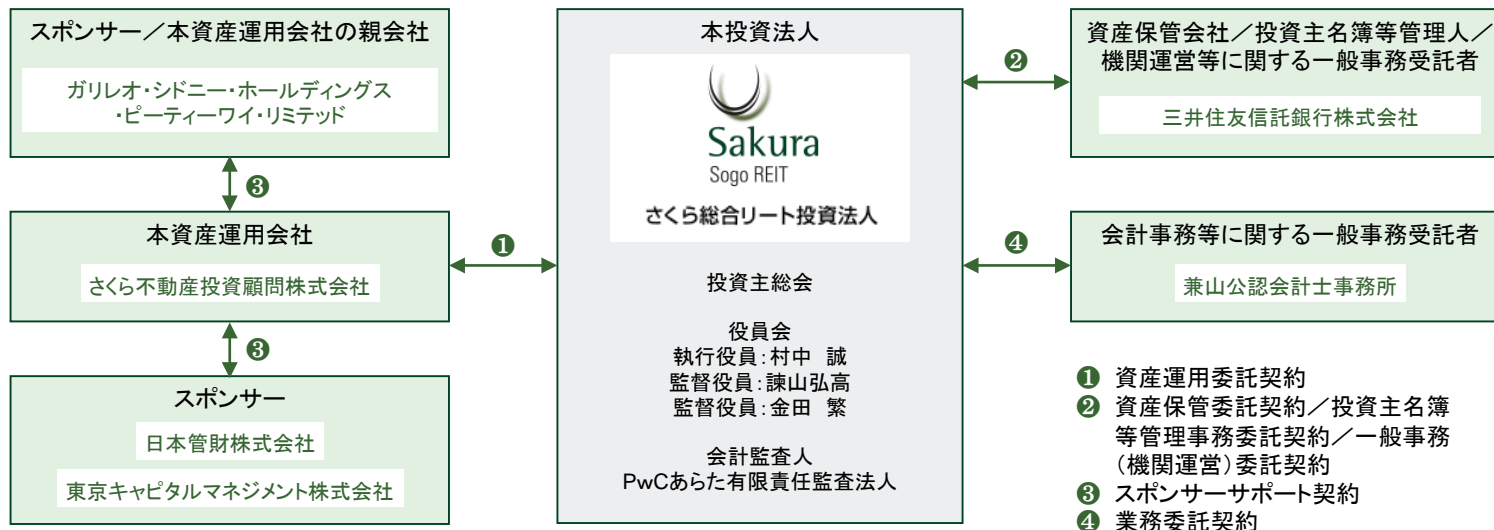 スポンサー／本資産運用会社の親会社
ガリレオ・シドニー・ホールディングス
・ピーティーワイ・リミテッド
❸
本資産運用会社
さくら不動産投資顧問株式会社
❸
スポンサー
日本管財株式会社
東京キャピタルマネジメント株式会社
❶
本投資法人
Sakura
Sogo REIT
さくら総合リート投資法人
投資主総会
役員会
執行役員：村中　誠
監督役員：諫山弘高
監督役員：金田　繁
会計監査人
PwCあらた有限責任監査法人
❷
資産保管会社／投資主名簿等管理人／
機関運営等に関する一般事務受託者
三井住友信託銀行株式会社
❹
会計事務等に関する一般事務受託者
兼山公認会計士事務所
❶ 資産運用委託契約
❷ 資産保管委託契約／投資主名簿
等管理事務委託契約／一般事務
（機関運営）委託契約
❸ スポンサーサポート契約
❹ 業務委託契約